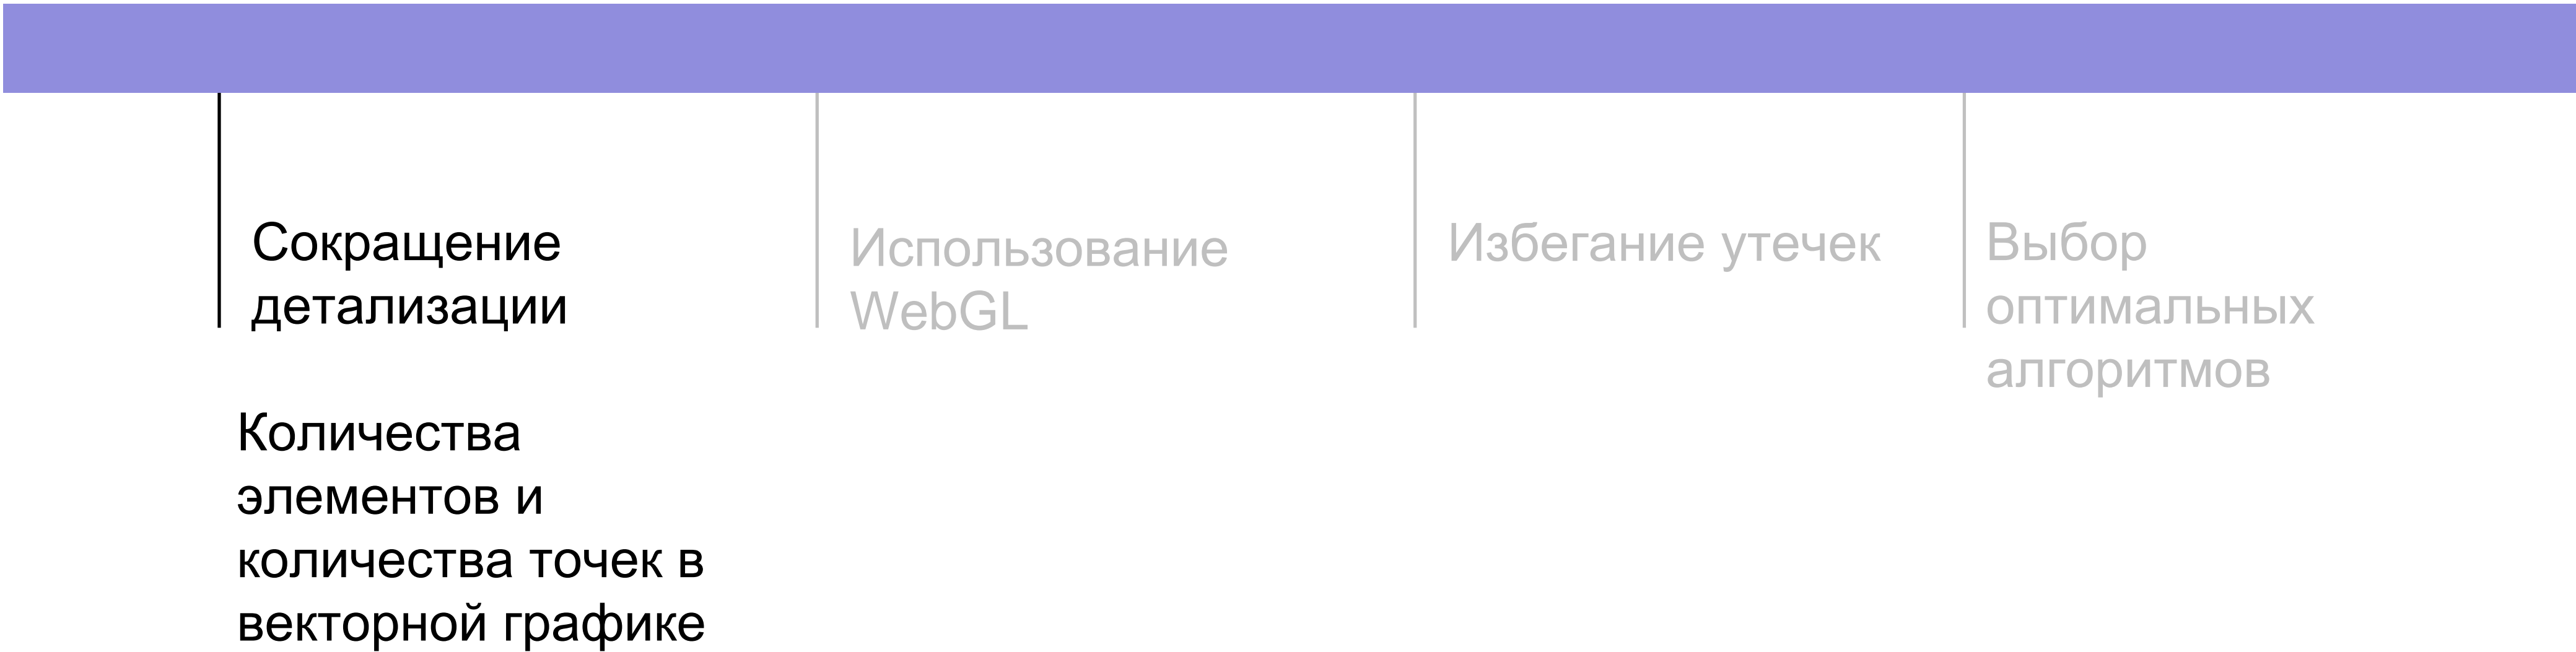 Сокращение
детализации
Количества
элементов и
количества точек в
векторной графике
Использование
WebGL
Избегание утечек
Выбор
оптимальных
алгоритмов